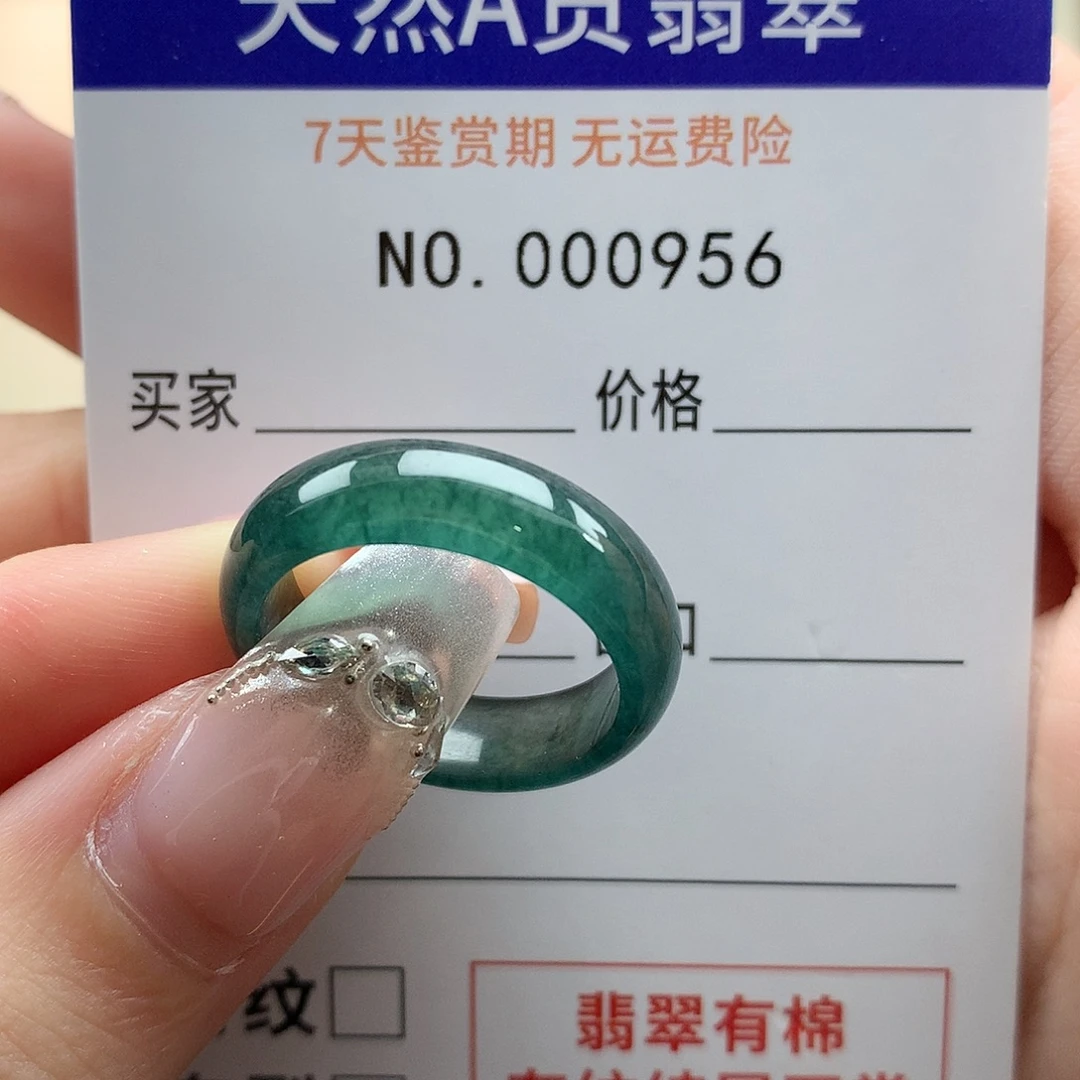 天然A货翡翠
7天鉴赏期 无运费险
NO.000956
买家 价格
纹
翡翠有棉